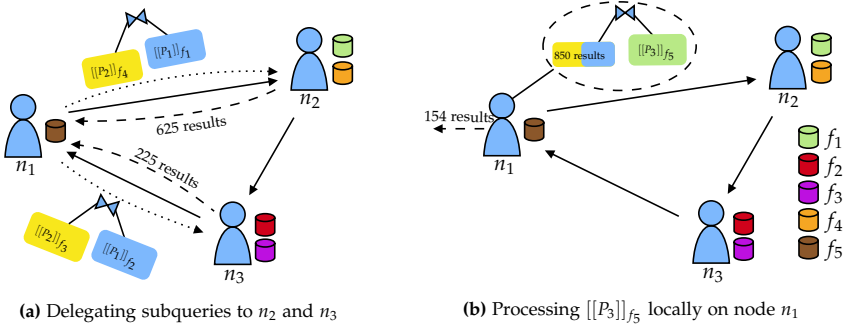 [[P₂]]f₄
[[P₁]]f₁
n₂
625 results
n₁
225 results
[[P₂]]f₃
[[P₁]]f₂
n₃
(a) Delegating subqueries to n₂ and n₃
850 results
[[P₃]]f₅
n₂
154 results
n₁
f₁
f₂
f₃
f₄
f₅
n₃
(b) Processing [[P₃]]f₅ locally on node n₁